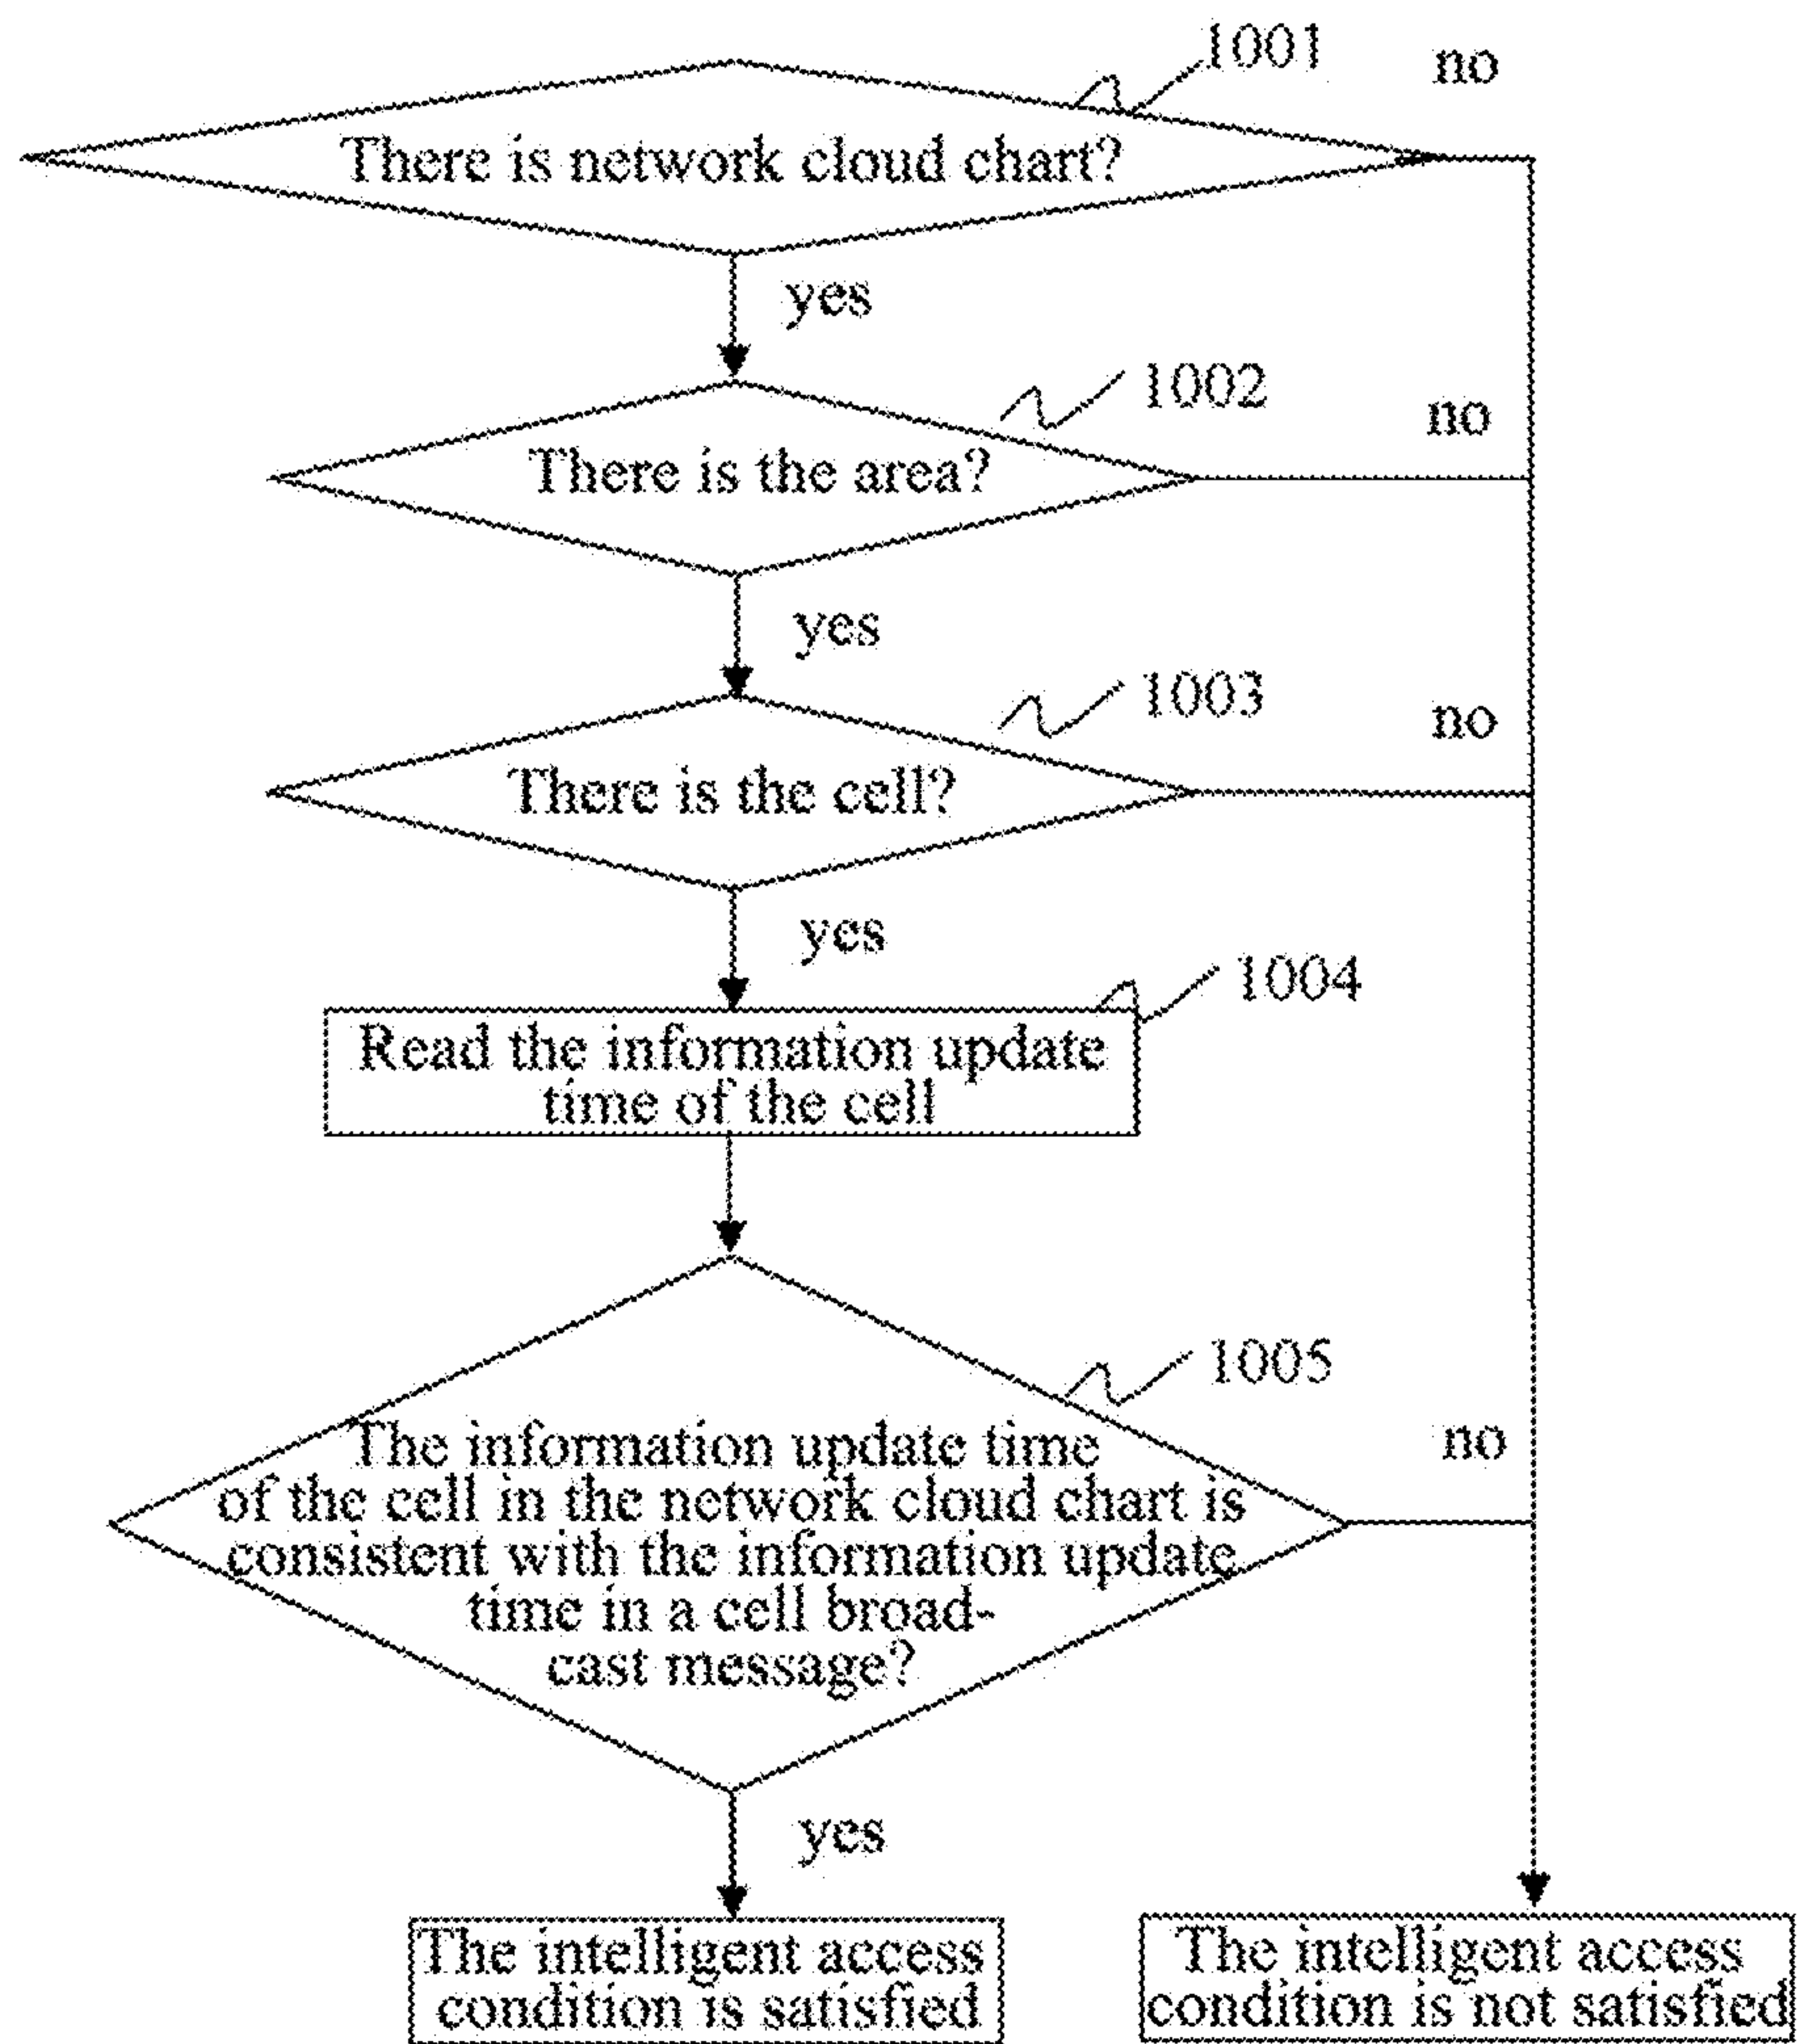 1001
no
There is network cloud chart?
yes
1002
no
There is the area?
yes
1003
no
There is the cell?
yes
1004
Read the information update
time of the cell
1005
no
The information update time
of the cell in the network cloud chart is
consistent with the information update
time in a cell broad-
cast message?
yes
The intelligent access
condition is satisfied
The intelligent access
condition is not satisfied